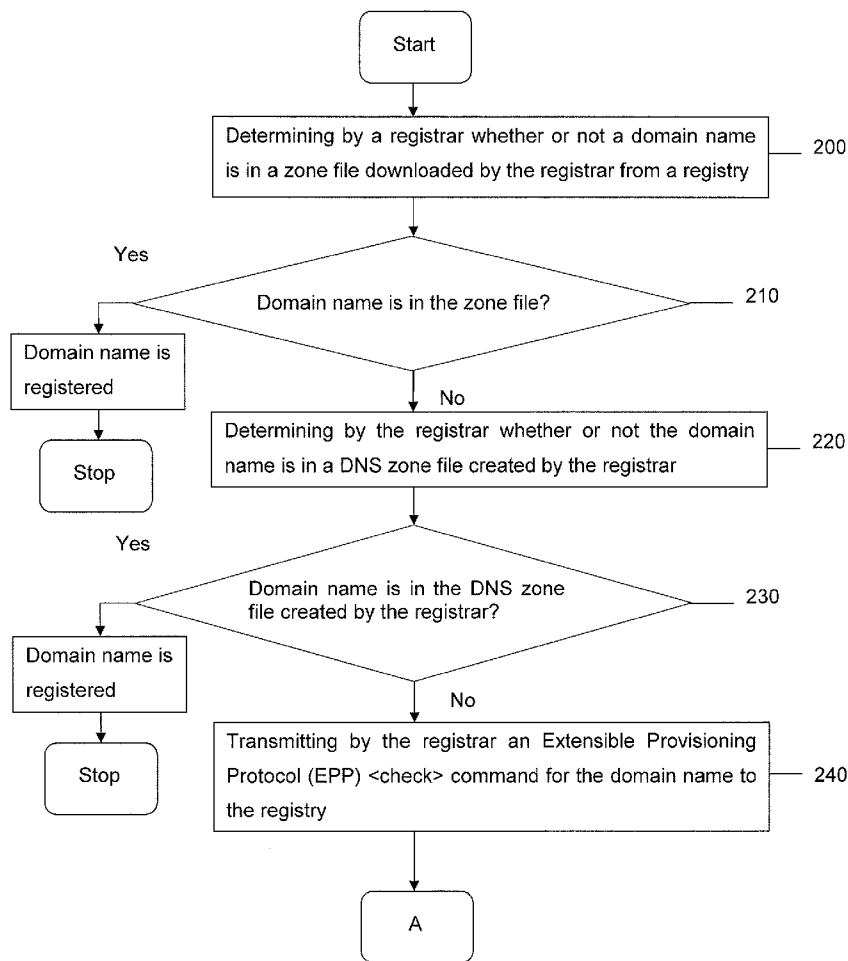 Start
Determining by a registrar whether or not a domain name
is in a zone file downloaded by the registrar from a registry
200
Yes
Domain name is in the zone file?
210
Domain name is
registered
No
Stop
Determining by the registrar whether or not the domain
name is in a DNS zone file created by the registrar
220
Yes
Domain name is in the DNS zone
file created by the registrar?
230
Domain name is
registered
No
Stop
Transmitting by the registrar an Extensible Provisioning
Protocol (EPP) <check> command for the domain name to
the registry
240
A